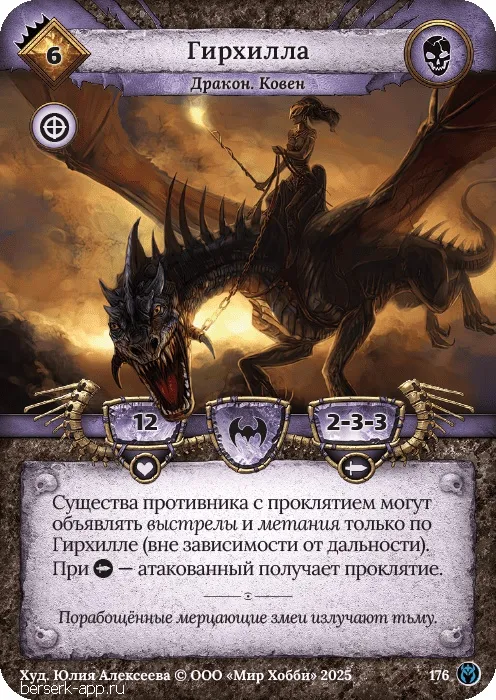 6
Гирхилла
Дракон. Ковен
12
2-3-3
Существа противника с проклятием могут
объявлять выстрелы и метания только по
Гирхилле (вне зависимости от дальности).
При — атакованный получает проклятие.
Порабощённые мерцающие змеи излучают тьму.
Худ. Юлия Алексеева © ООО «Мир Хобби» 2025
176
berserk-app.ru